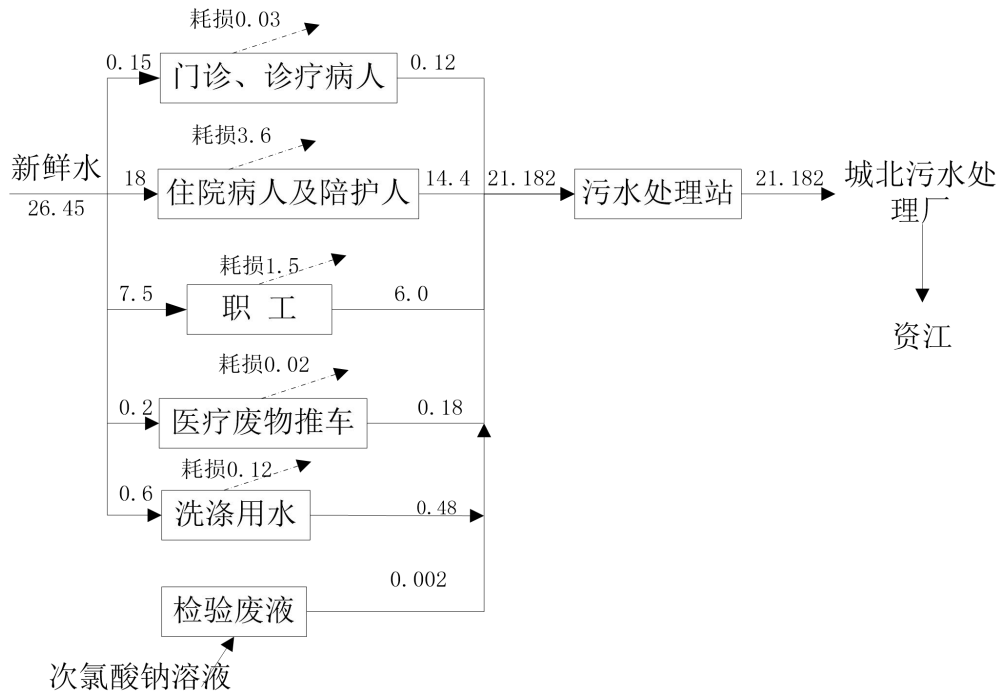 耗损0.03
0.15
门诊、诊疗病人
0.12
耗损3.6
新鲜水
26.45
18
住院病人及陪护人
14.4
21.182
污水处理站
21.182
城北污水处
理厂
耗损1.5
7.5
职 工
6.0
资江
耗损0.02
0.2
医疗废物推车
0.18
耗损0.12
0.6
洗涤用水
0.48
0.002
检验废液
次氯酸钠溶液